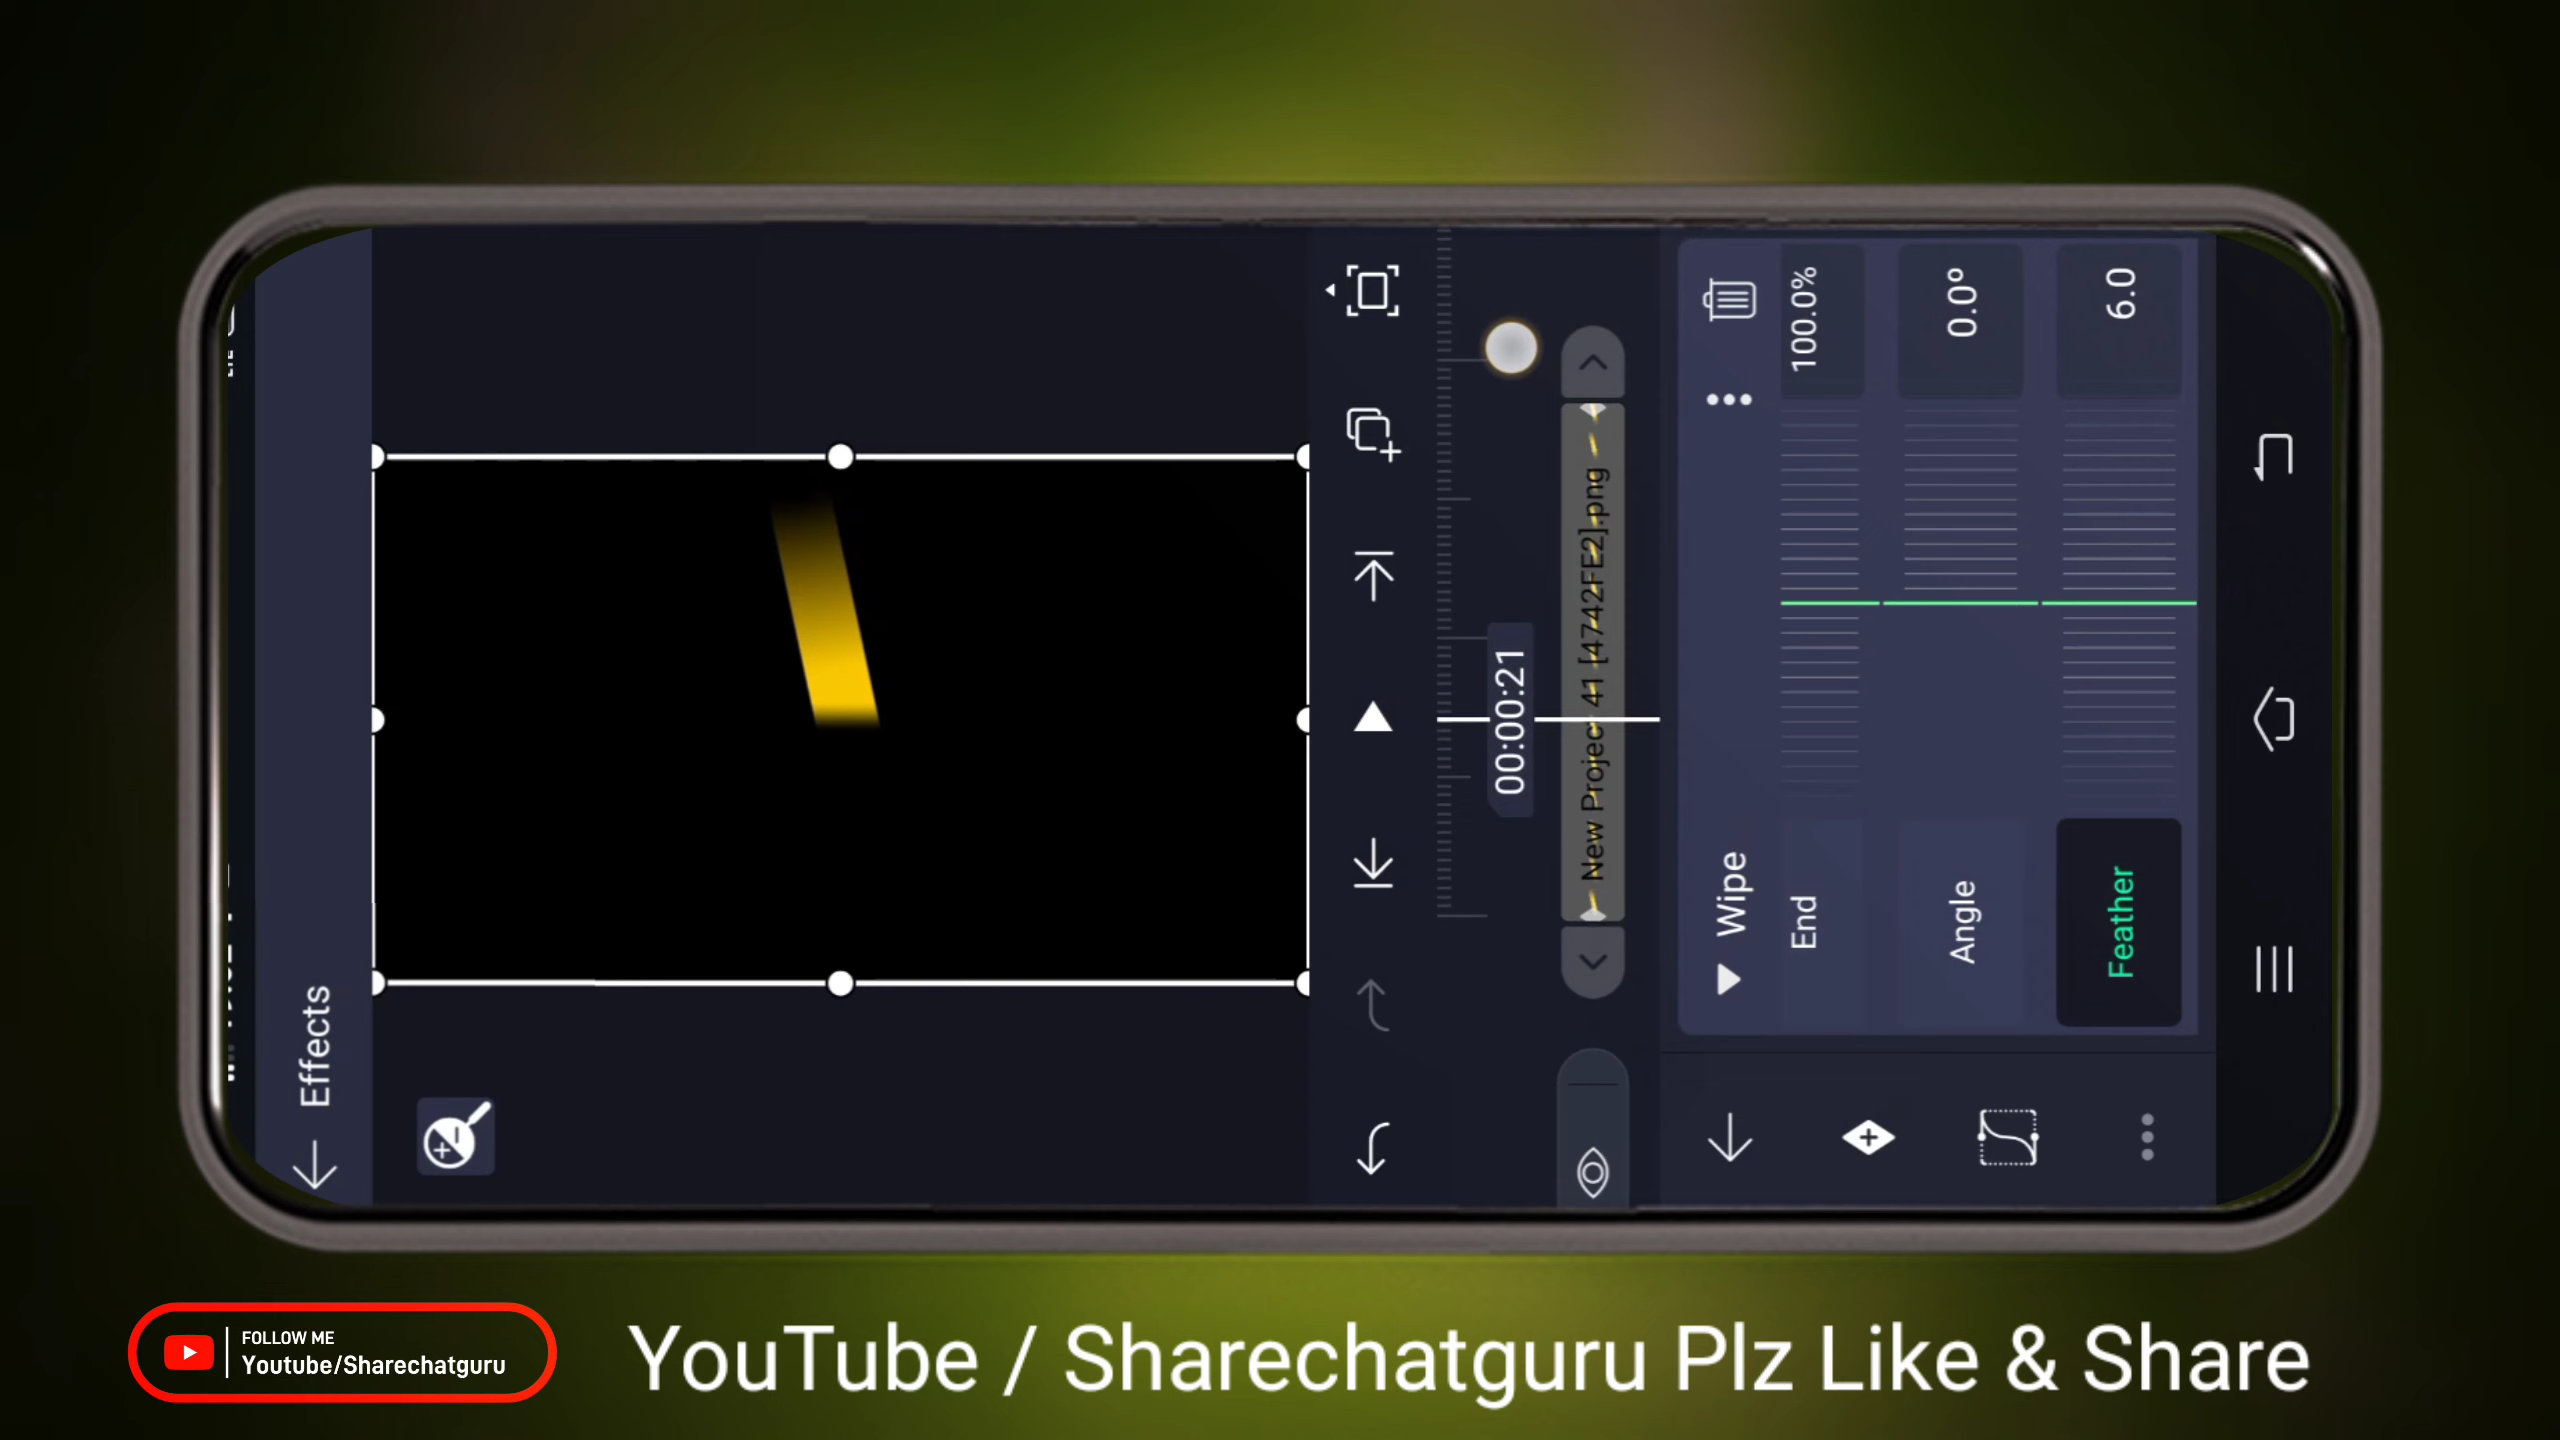 Effects
00:00:21
New Project 41 [4742FE2].png
Wipe
End
100.0%
Angle
0.0°
Feather
6.0
FOLLOW ME
Youtube/Sharechatguru
YouTube / Sharechatguru Plz Like & Share